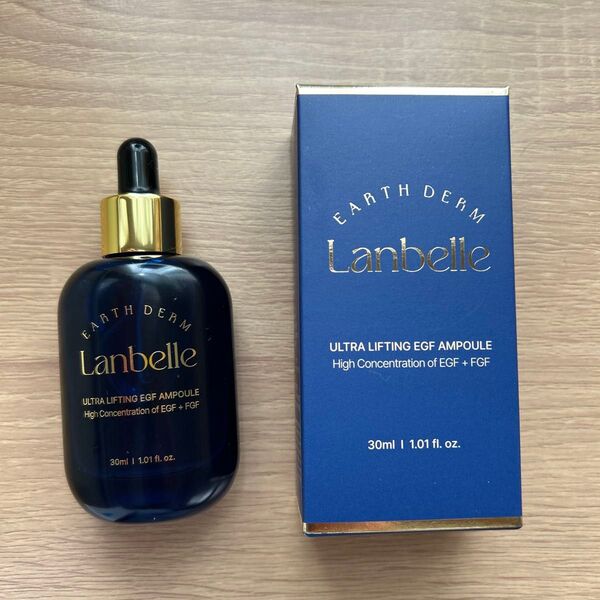 EARTH DERM
Lanbelle
ULTRA LIFTING EGF AMPOULE
High Concentration of EGF + FGF
30ml I 1.01 fl. oz.
EARTH DERM
Lanbelle
ULTRA LIFTING EGF AMPOULE
High Concentration of EGF + FGF
30ml I 1.01 fl. oz.